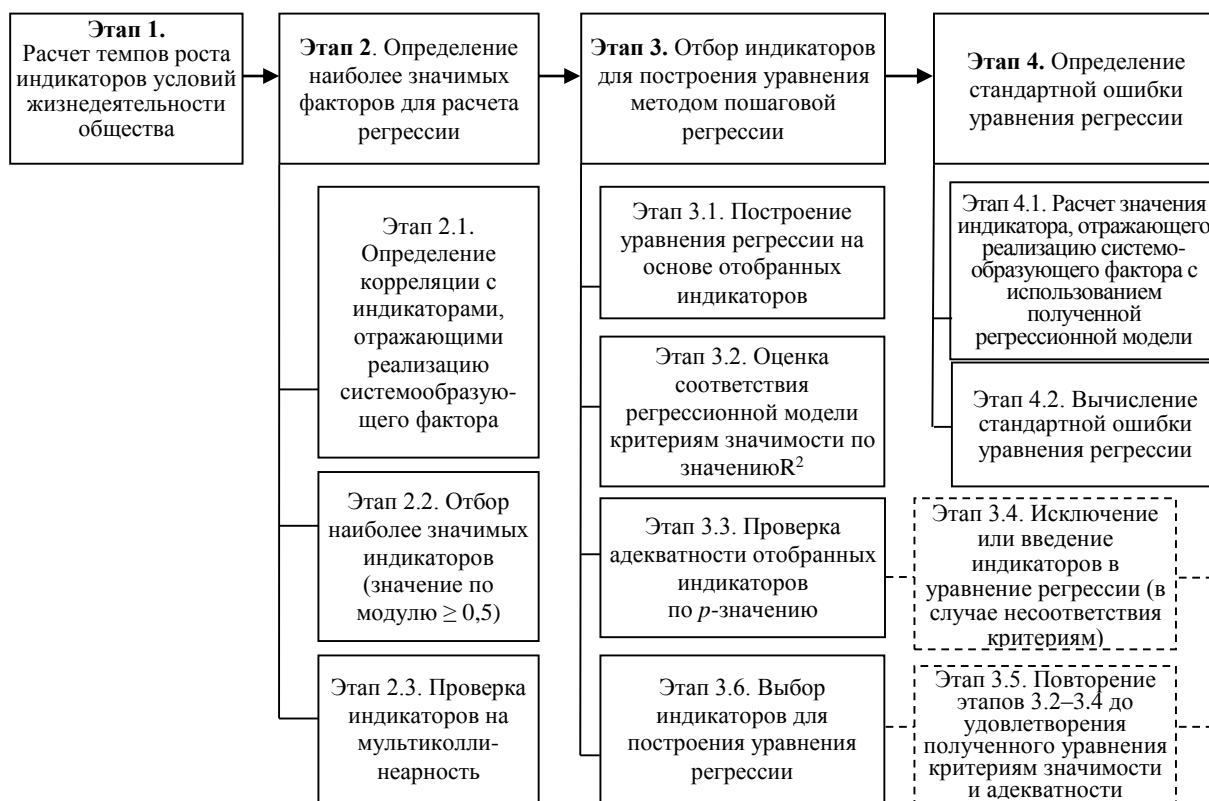 Этап 1.
Расчет темпов роста
индикаторов условий
жизнедеятельности
общества
Этап 2. Определение
наиболее значимых
факторов для расчета
регрессии
Этап 3. Отбор индикаторов
для построения уравнения
методом пошаговой
регрессии
Этап 4. Определение
стандартной ошибки
уравнения регрессии
Этап 2.1.
Определение
корреляции с
индикаторами,
отражающими
реализацию
системообразую-
щего фактора
Этап 2.2. Отбор
наиболее значимых
индикаторов
(значение по
модулю ≥ 0,5)
Этап 2.3. Проверка
индикаторов на
мультиколли-
неарность
Этап 3.1. Построение
уравнения регрессии на
основе отобранных
индикаторов
Этап 3.2. Оценка
соответствия
регрессионной модели
критериям значимости по
значениюR²
Этап 3.3. Проверка
адекватности отобранных
индикаторов
по p-значению
Этап 3.4. Исключение
или введение
индикаторов в
уравнение регрессии (в
случае несоответствия
критериям)
Этап 3.5. Повторение
этапов 3.2–3.4 до
удовлетворения
полученного уравнения
критериям значимости
и адекватности
Этап 3.6. Выбор
индикаторов для
построения уравнения
регрессии
Этап 4.1. Расчет значения
индикатора, отражающего
реализацию системо-
образующего фактора с
использованием
полученной
регрессионной модели
Этап 4.2. Вычисление
стандартной ошибки
уравнения регрессии